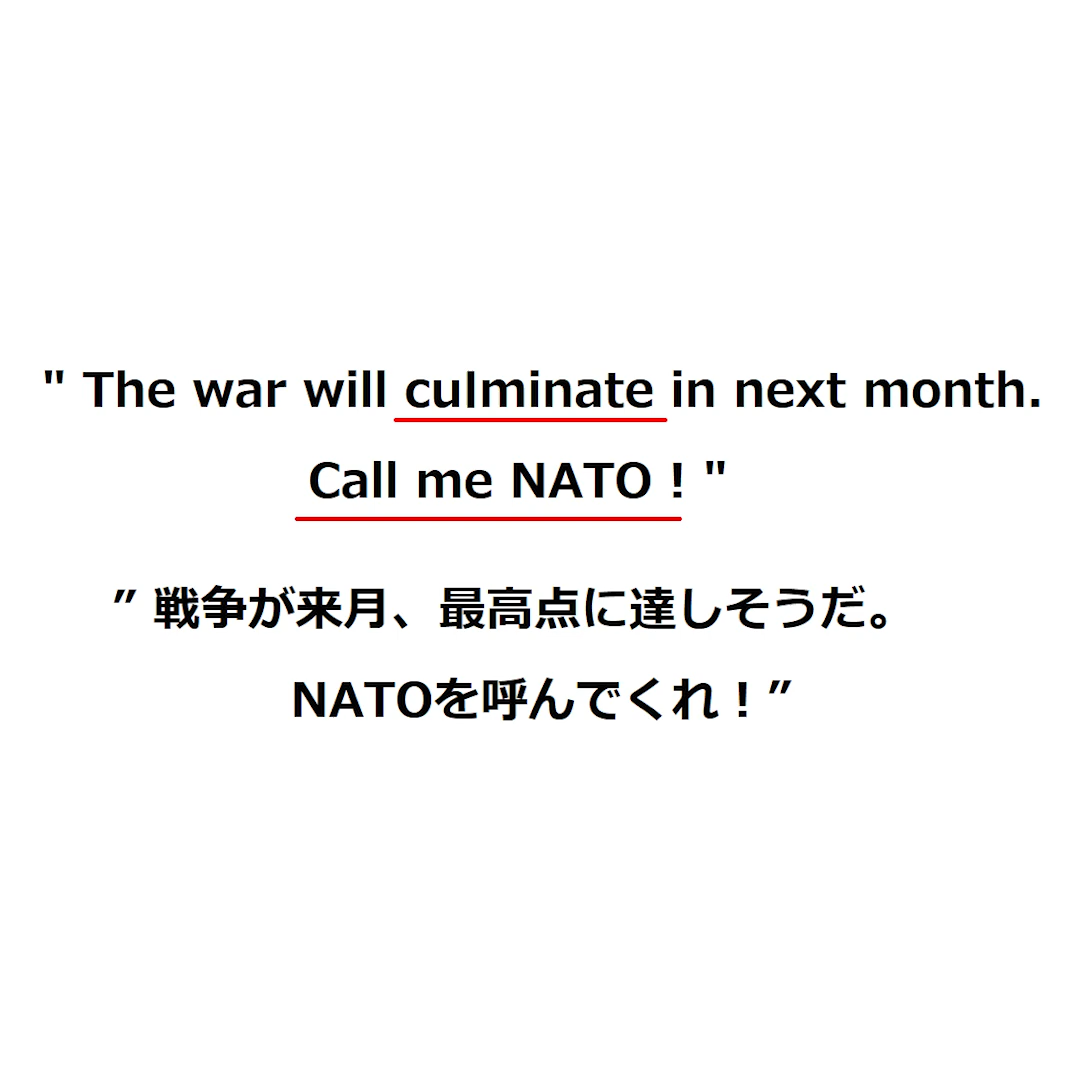 " The war will culminate in next month.
Call me NATO ! "
” 戦争が来月、最高点に達しそうだ。
NATOを呼んでくれ！”